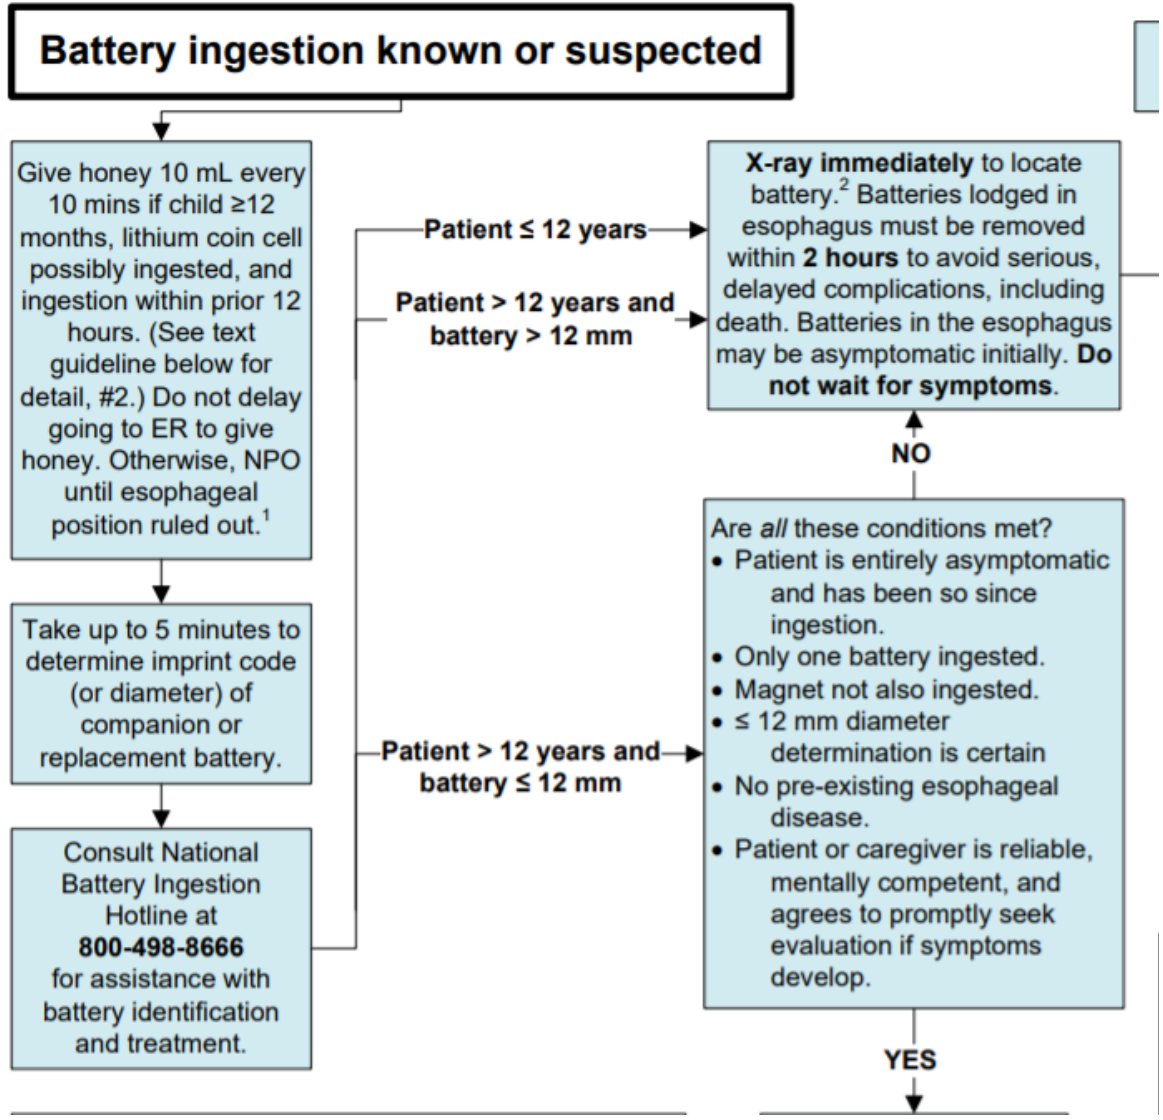 Battery ingestion known or suspected
Give honey 10 mL every
10 mins if child ≥12
months, lithium coin cell
possibly ingested, and
ingestion within prior 12
hours. (See text
guideline below for
detail, #2.) Do not delay
going to ER to give
honey. Otherwise, NPO
until esophageal
position ruled out.1
Take up to 5 minutes to
determine imprint code
(or diameter) of
companion or
replacement battery.
Consult National
Battery Ingestion
Hotline at
800-498-8666
for assistance with
battery identification
and treatment.
Patient ≤ 12 years
Patient > 12 years and
battery > 12 mm
Patient > 12 years and
battery ≤ 12 mm
X-ray immediately to locate
battery.2 Batteries lodged in
esophagus must be removed
within 2 hours to avoid serious,
delayed complications, including
death. Batteries in the esophagus
may be asymptomatic initially. Do
not wait for symptoms.
NO
Are all these conditions met?
• Patient is entirely asymptomatic
and has been so since
ingestion.
• Only one battery ingested.
• Magnet not also ingested.
• ≤ 12 mm diameter
determination is certain
• No pre-existing esophageal
disease.
• Patient or caregiver is reliable,
mentally competent, and
agrees to promptly seek
evaluation if symptoms
develop.
YES